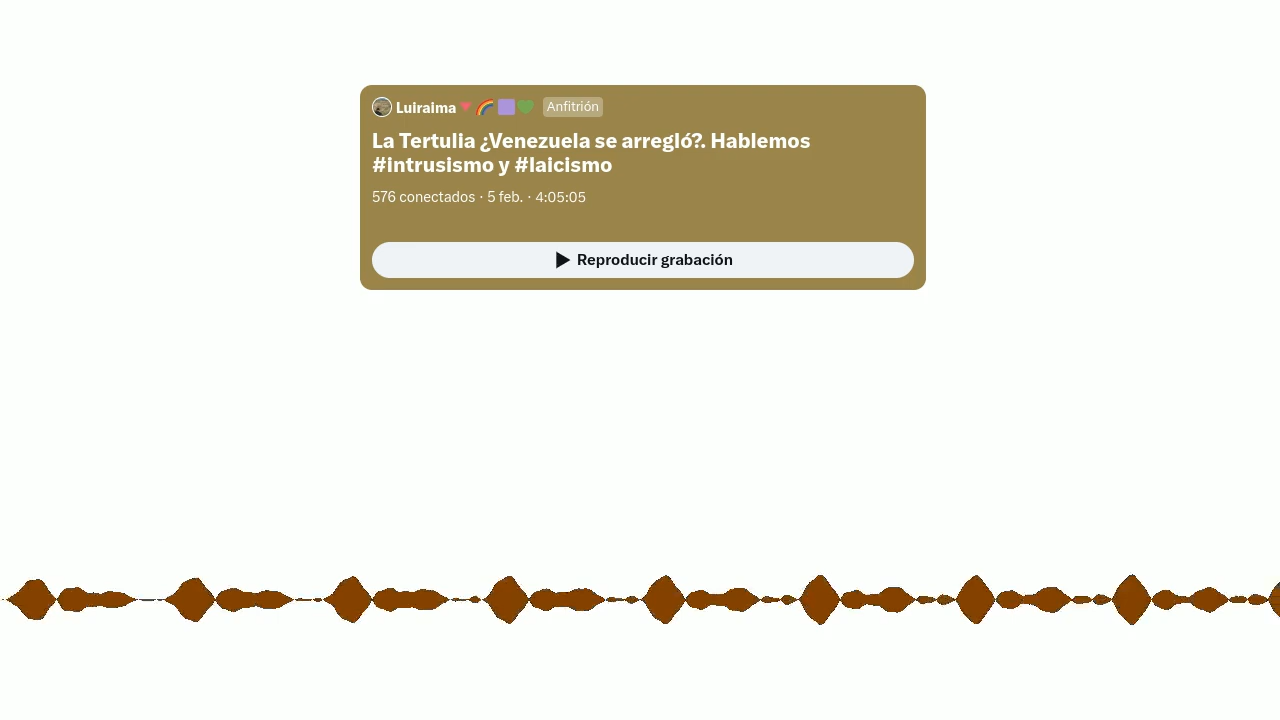 Luiraima🔻🌈🟪💚 Anfitrión
La Tertulia ¿Venezuela se arregló?. Hablemos
#intrusismo y #laicismo
576 conectados · 5 feb. · 4:05:05
Reproducir grabación